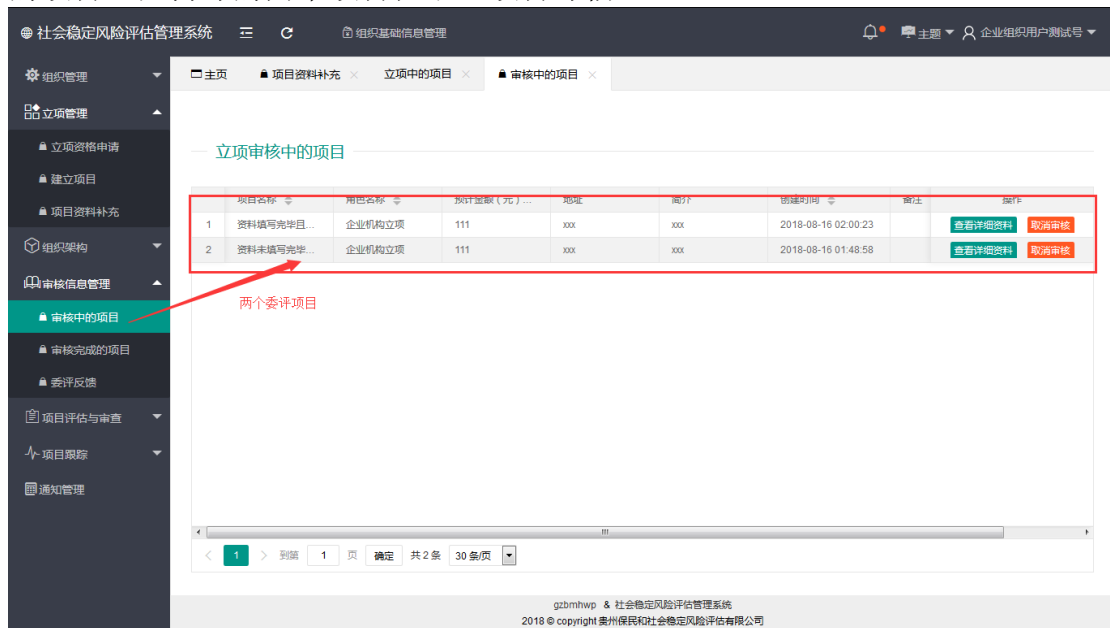 社会稳定风险评估管理系统 组织基础信息管理 主题 企业组织用户测试号
组织管理
立项管理
立项资格申请
建立项目
项目资料补充
组织架构
审核信息管理
审核中的项目
审核完成的项目
委评反馈
项目评估与审查
项目跟踪
通知管理
主页 项目资料补充 立项中的项目 审核中的项目
立项审核中的项目
项目名称 角色名称 预计金额（元）... 地址 简介 创建时间 备注 操作
1 资料填写完毕且... 企业机构立项 111 xxx xxx 2018-08-16 02:00:23 查看详细资料 取消审核
2 资料未填写完毕... 企业机构立项 111 xxx xxx 2018-08-16 01:48:58 查看详细资料 取消审核
两个委评项目
< 1 > 到第 1 页 确定 共 2 条 30 条/页
gzbmhwp & 社会稳定风险评估管理系统
2018 © copyright 贵州保民和社会稳定风险评估有限公司